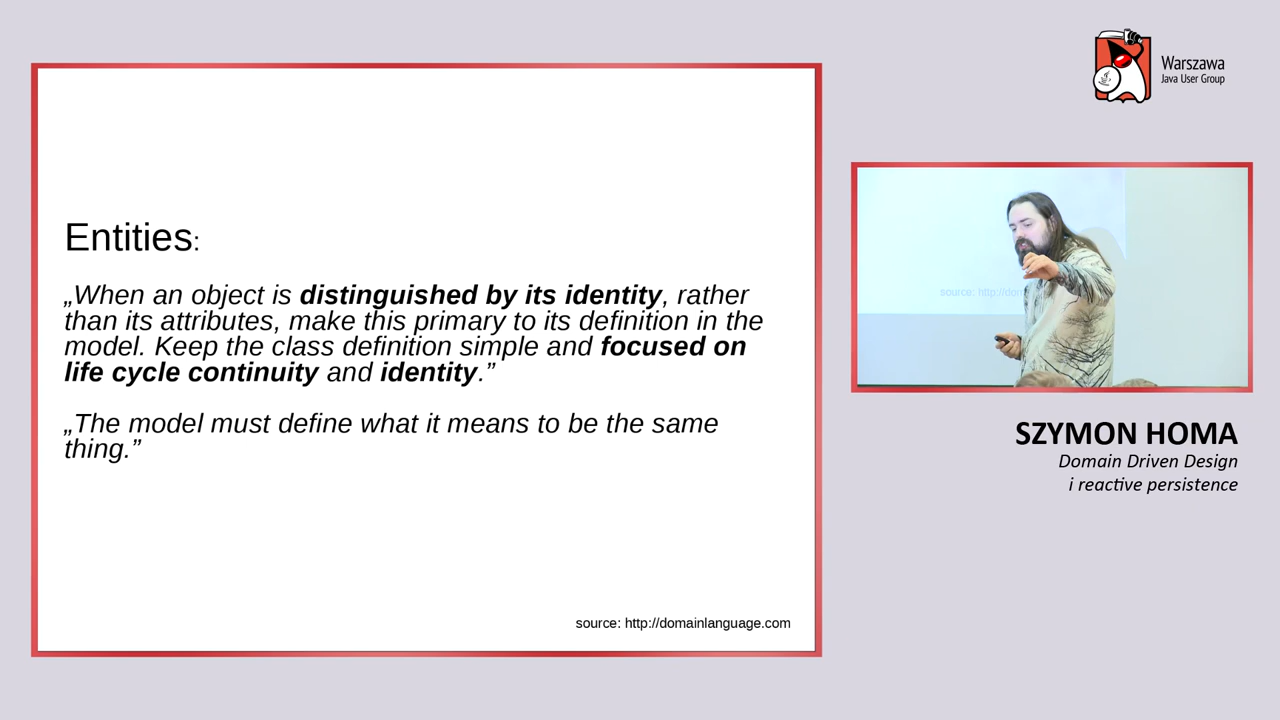 Warszawa
Java User Group
Entities:
„When an object is distinguished by its identity, rather
than its attributes, make this primary to its definition in the
model. Keep the class definition simple and focused on
life cycle continuity and identity.”
„The model must define what it means to be the same
thing.”
source: http://domainlanguage.com
source: http://dom
SZYMON HOMA
Domain Driven Design
i reactive persistence